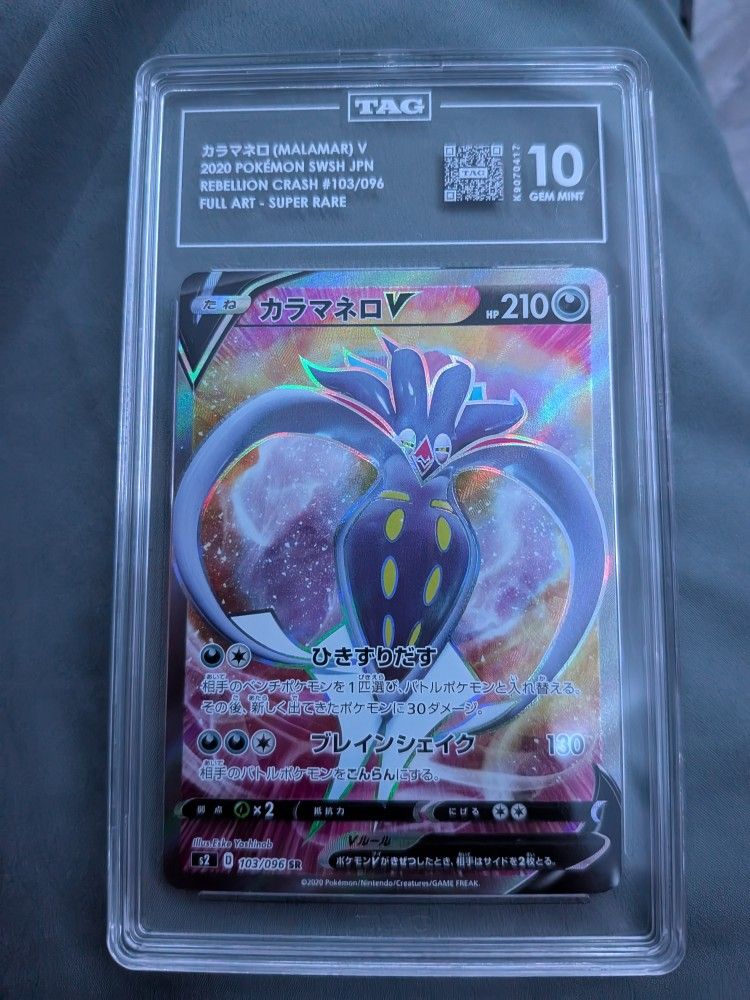 TAG
カラマネロ (MALAMAR) V
2020 POKÉMON SWSH JPN
REBELLION CRASH #103/096
FULL ART - SUPER RARE
TAG
K9070417
10
GEM MINT
たね カラマネロV HP210
ひきずりだす
相手のベンチポケモンを1匹選び、バトルポケモンと入れ替える。
その後、新しく出てきたポケモンに30ダメージ。
ブレインシェイク 130
相手のバトルポケモンをこんらんにする。
弱点 ×2 抵抗力 にげる
Vルール
ポケモンVがきぜつしたとき、相手はサイドを2枚とる。
Illus.Eske Yoshinob
s2 D 103/096 SR
©2020 Pokémon/Nintendo/Creatures/GAME FREAK.
TAG